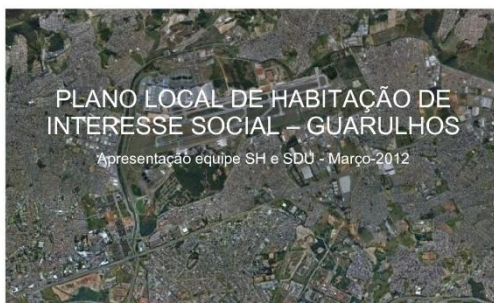 PLANO LOCAL DE HABITAÇÃO DE
INTERESSE SOCIAL – GUARULHOS
Apresentação equipe SH e SDU - Março-2012